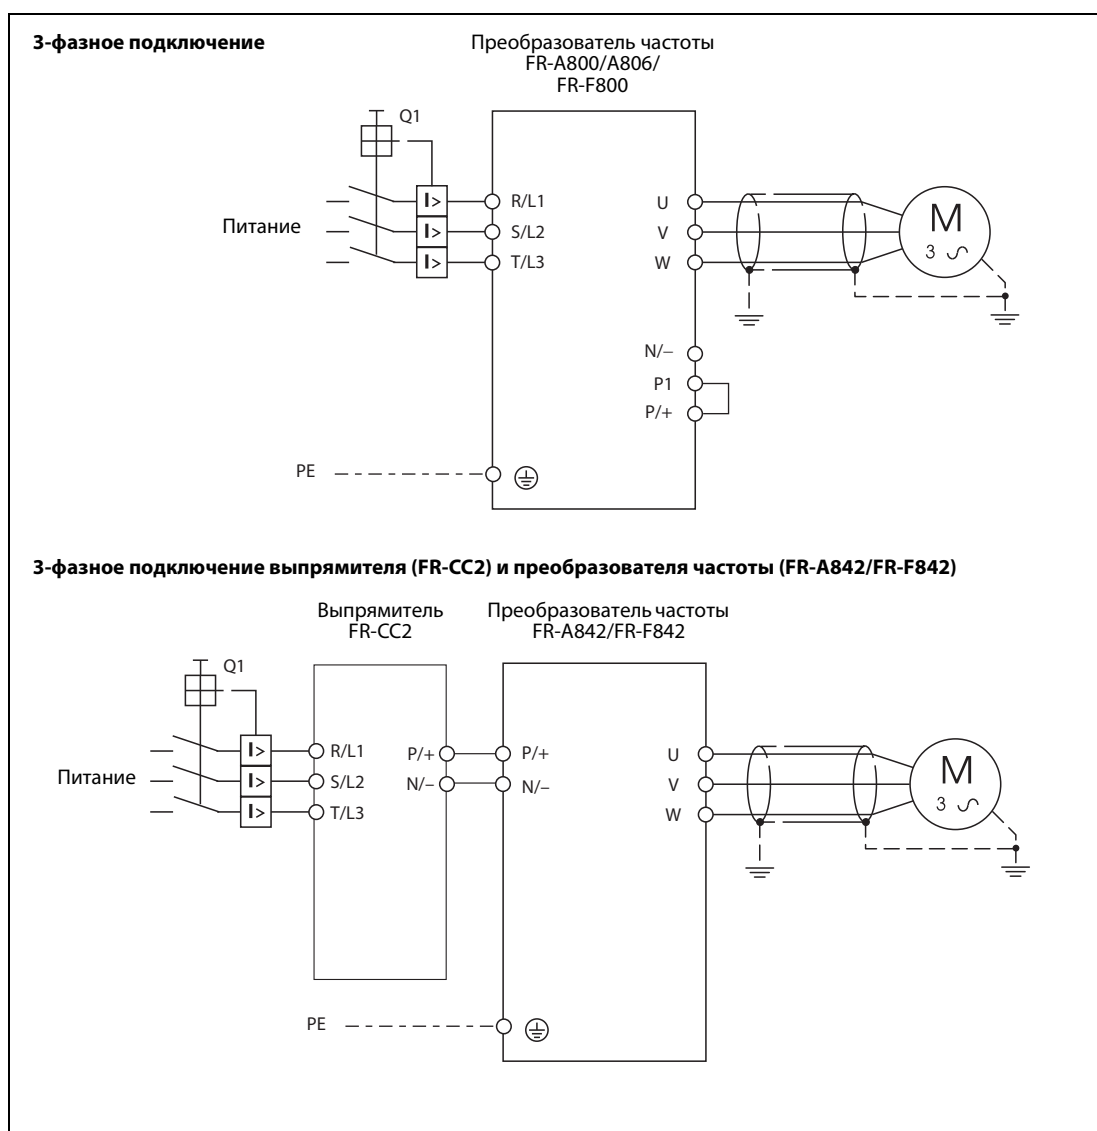 3-фазное подключение
Преобразователь частоты
FR-A800/A806/
FR-F800
Q1
Питание
I>
I>
I>
R/L1
S/L2
T/L3
U
V
W
M
3
N/–
P1
P/+
PE
3-фазное подключение выпрямителя (FR-CC2) и преобразователя частоты (FR-A842/FR-F842)
Выпрямитель
FR-CC2
Преобразователь частоты
FR-A842/FR-F842
Q1
Питание
I>
I>
I>
R/L1
S/L2
T/L3
P/+
N/–
P/+
N/–
U
V
W
M
3
PE